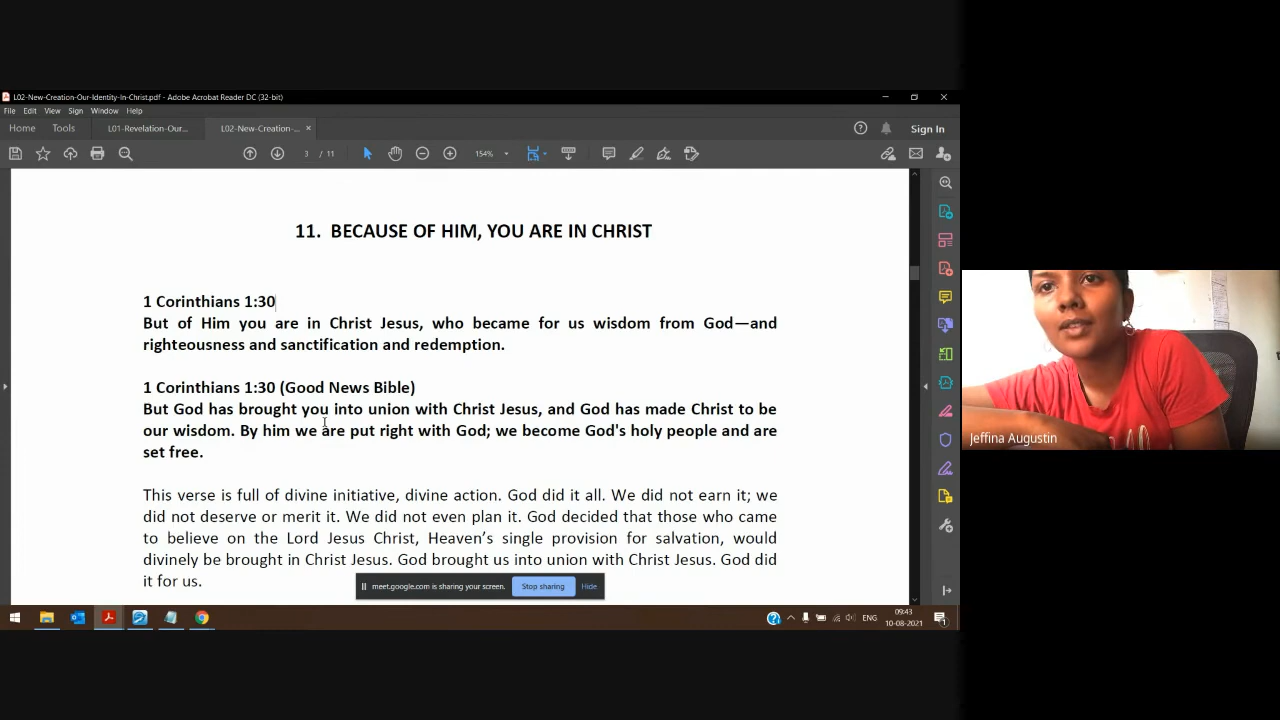 L02-New-Creation-Our-Identity-In-Christ.pdf - Adobe Acrobat Reader DC (32-bit)
File Edit View Sign Window Help
Home Tools L01-Revelation-Our... L02-New-Creation-... × Sign In
3 / 11 154%
11. BECAUSE OF HIM, YOU ARE IN CHRIST
1 Corinthians 1:30
But of Him you are in Christ Jesus, who became for us wisdom from God—and
righteousness and sanctification and redemption.
1 Corinthians 1:30 (Good News Bible)
But God has brought you into union with Christ Jesus, and God has made Christ to be
our wisdom. By him we are put right with God; we become God's holy people and are
set free.
This verse is full of divine initiative, divine action. God did it all. We did not earn it; we
did not deserve or merit it. We did not even plan it. God decided that those who came
to believe on the Lord Jesus Christ, Heaven's single provision for salvation, would
divinely be brought in Christ Jesus. God brought us into union with Christ Jesus. God did
it for us.
meet.google.com is sharing your screen. Stop sharing Hide
ENG 09:43
10-08-2021
Jeffina Augustin